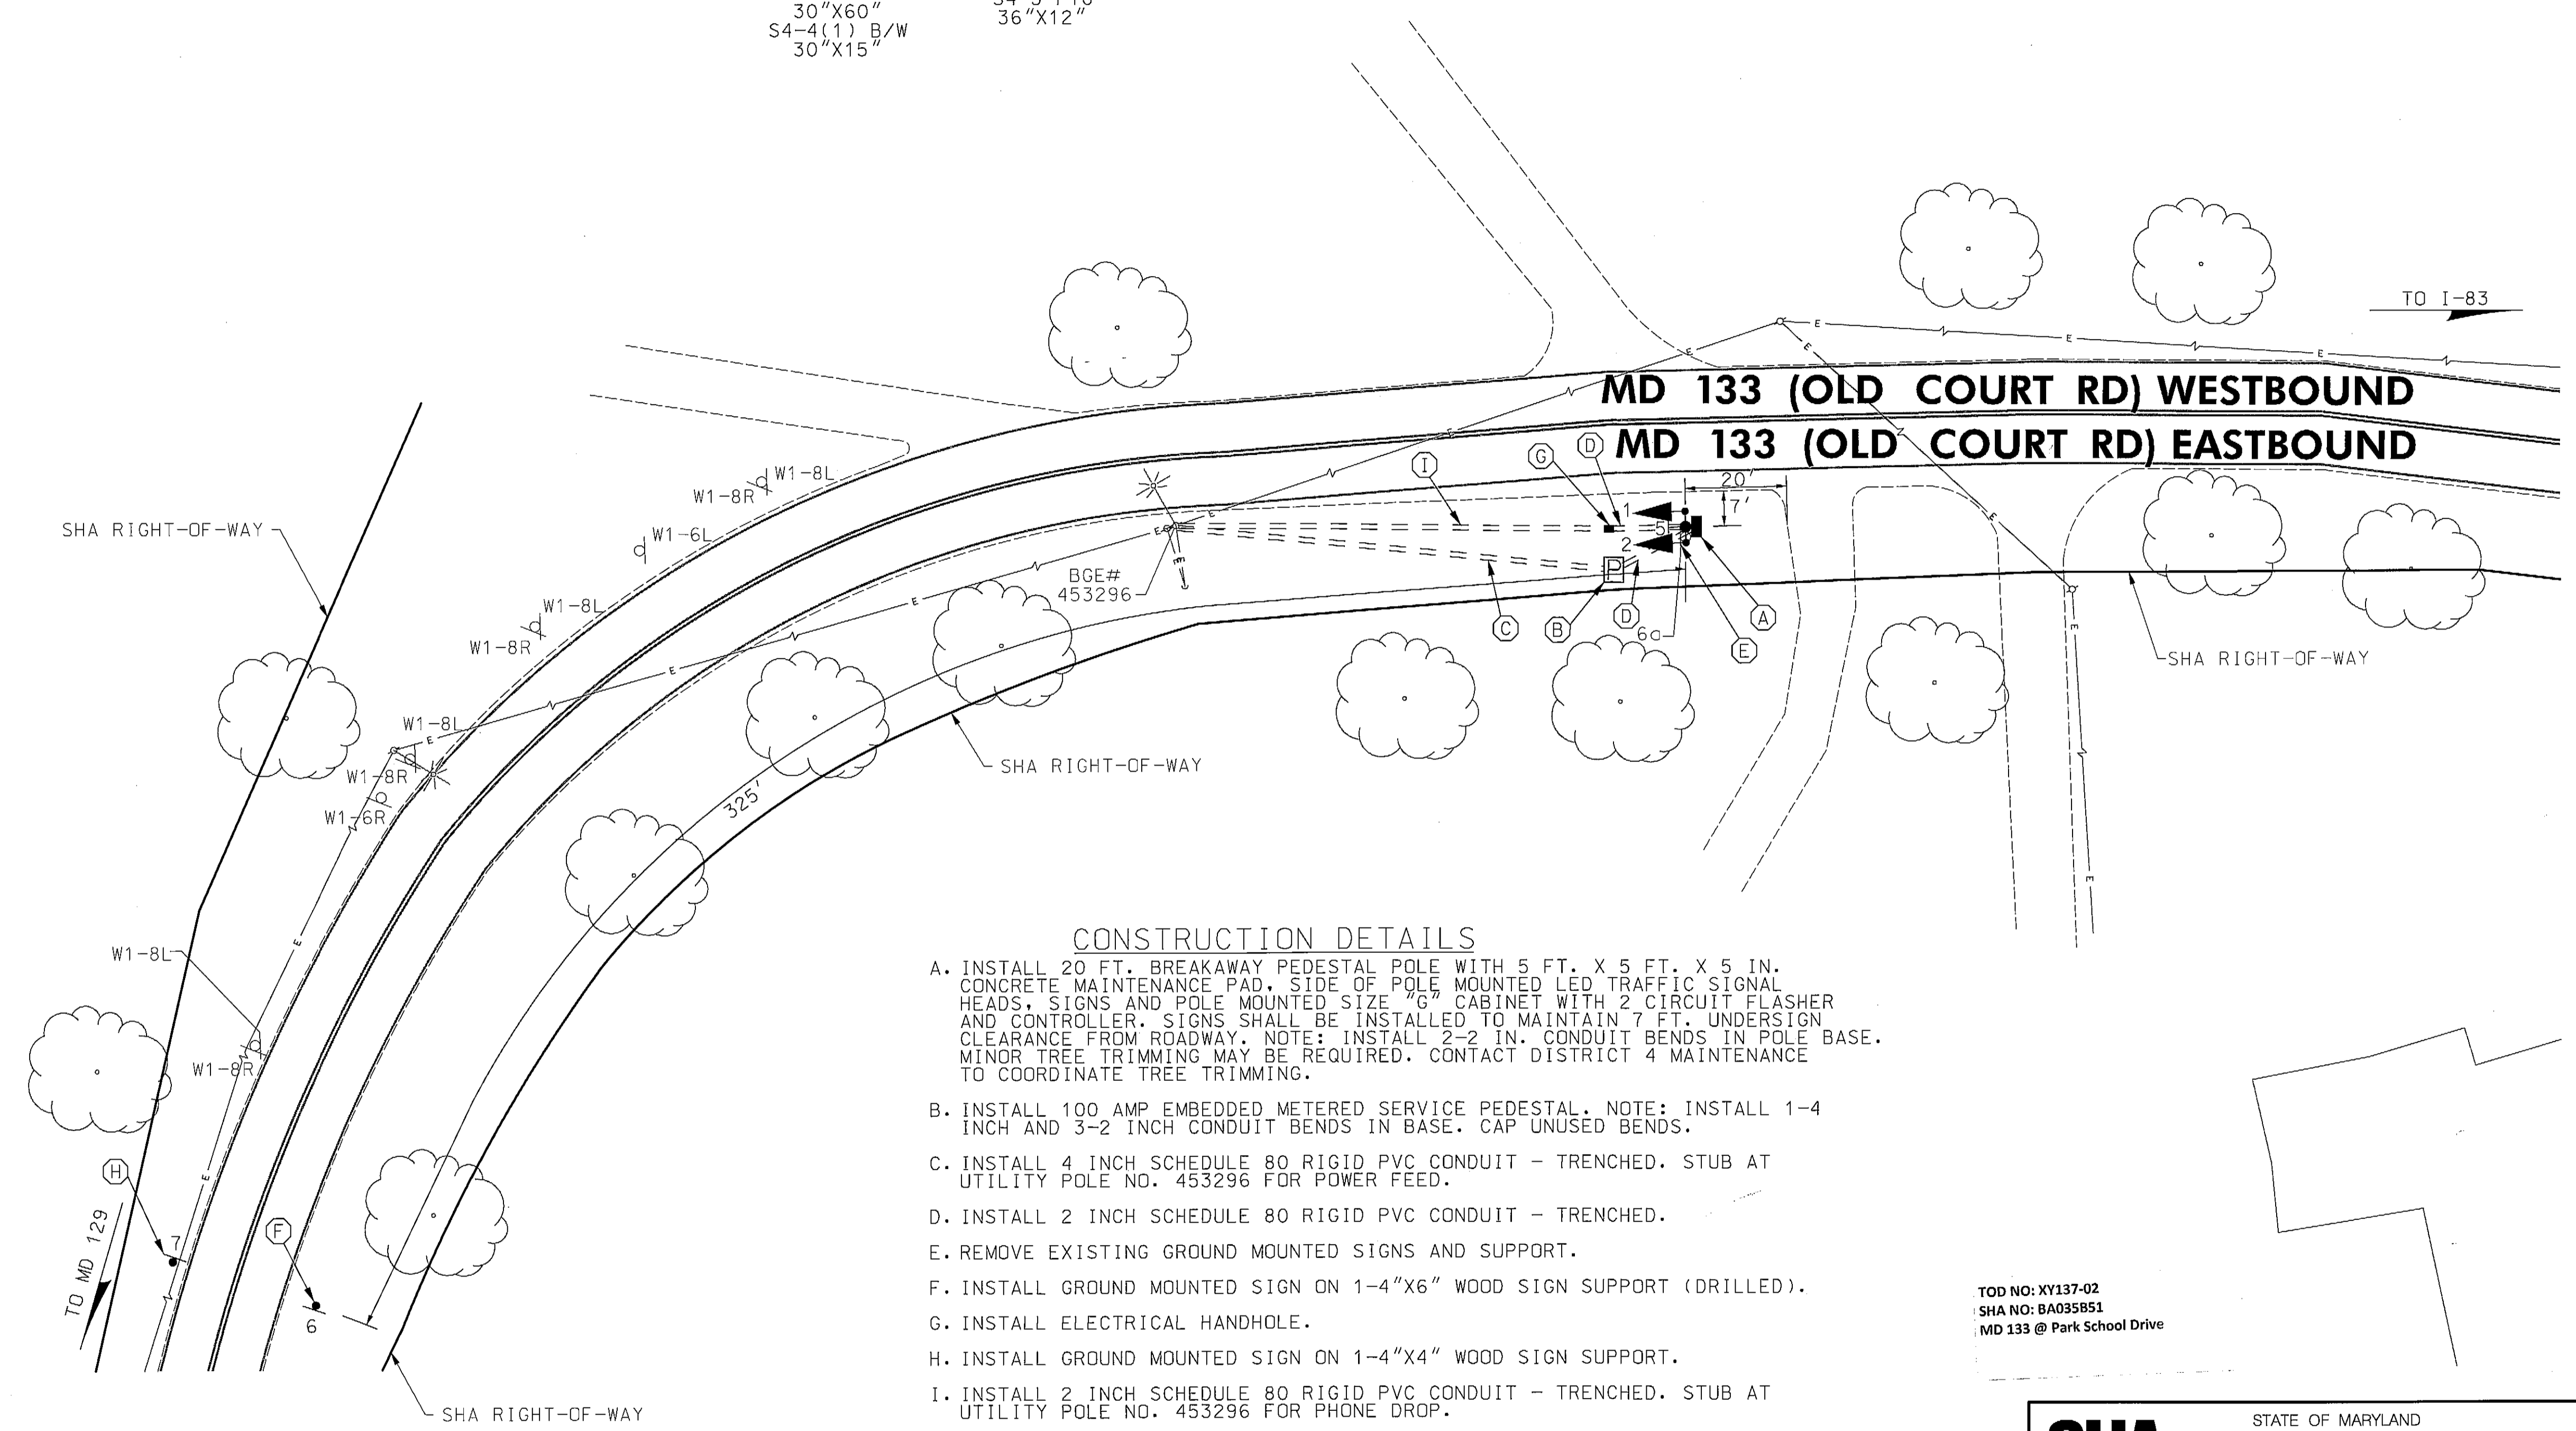 30"X60"
S4-4(1) B/W
30"X15"
36"X12"
TO I-83
MD 133 (OLD COURT RD) WESTBOUND
MD 133 (OLD COURT RD) EASTBOUND
I
G
D
20'
7'
1
5
2
P
W1-8L
W1-8R
W1-6L
SHA RIGHT-OF-WAY
BGE#
453296
C
B
D
6a
A
E
W1-8L
W1-8R
SHA RIGHT-OF-WAY
W1-8L
W1-8R
W1-6R
SHA RIGHT-OF-WAY
325'
W1-8L
W1-8R
H
7
F
6
TO MD 129
SHA RIGHT-OF-WAY
CONSTRUCTION DETAILS
A. INSTALL 20 FT. BREAKAWAY PEDESTAL POLE WITH 5 FT. X 5 FT. X 5 IN.
CONCRETE MAINTENANCE PAD, SIDE OF POLE MOUNTED LED TRAFFIC SIGNAL
HEADS, SIGNS AND POLE MOUNTED SIZE "G" CABINET WITH 2 CIRCUIT FLASHER
AND CONTROLLER. SIGNS SHALL BE INSTALLED TO MAINTAIN 7 FT. UNDERSIGN
CLEARANCE FROM ROADWAY. NOTE: INSTALL 2-2 IN. CONDUIT BENDS IN POLE BASE.
MINOR TREE TRIMMING MAY BE REQUIRED. CONTACT DISTRICT 4 MAINTENANCE
TO COORDINATE TREE TRIMMING.
B. INSTALL 100 AMP EMBEDDED METERED SERVICE PEDESTAL. NOTE: INSTALL 1-4
INCH AND 3-2 INCH CONDUIT BENDS IN BASE. CAP UNUSED BENDS.
C. INSTALL 4 INCH SCHEDULE 80 RIGID PVC CONDUIT - TRENCHED. STUB AT
UTILITY POLE NO. 453296 FOR POWER FEED.
D. INSTALL 2 INCH SCHEDULE 80 RIGID PVC CONDUIT - TRENCHED.
E. REMOVE EXISTING GROUND MOUNTED SIGNS AND SUPPORT.
F. INSTALL GROUND MOUNTED SIGN ON 1-4"X6" WOOD SIGN SUPPORT (DRILLED).
G. INSTALL ELECTRICAL HANDHOLE.
H. INSTALL GROUND MOUNTED SIGN ON 1-4"X4" WOOD SIGN SUPPORT.
I. INSTALL 2 INCH SCHEDULE 80 RIGID PVC CONDUIT - TRENCHED. STUB AT
UTILITY POLE NO. 453296 FOR PHONE DROP.
TOD NO: XY137-02
SHA NO: BA035B51
MD 133 @ Park School Drive
STATE OF MARYLAND